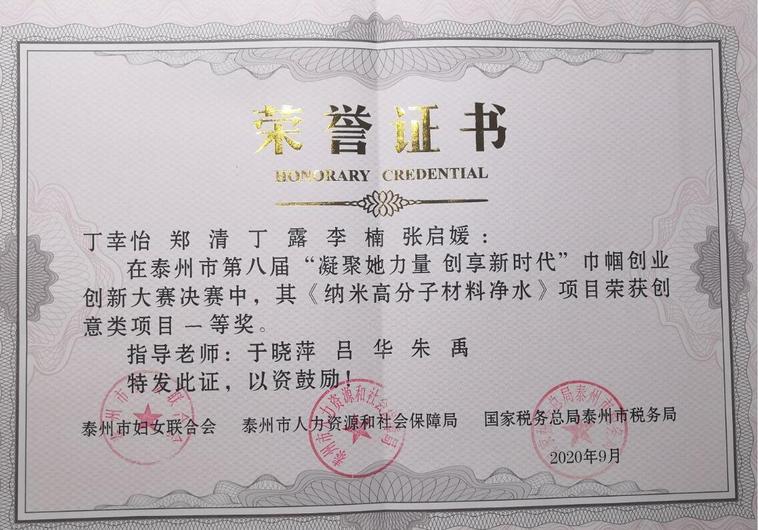 荣誉证书
HONORARY CREDENTIAL
丁幸怡 郑 清 丁 露 李 楠 张启媛：
在泰州市第八届“凝聚她力量 创享新时代”巾帼创业
创新大赛决赛中，其《纳米高分子材料净水》项目荣获创
意类项目一等奖。
指导老师：于晓萍 吕 华 朱 禹
特发此证，以资鼓励！
泰州市妇女联合会 泰州市人力资源和社会保障局 国家税务总局泰州市税务局
2020年9月